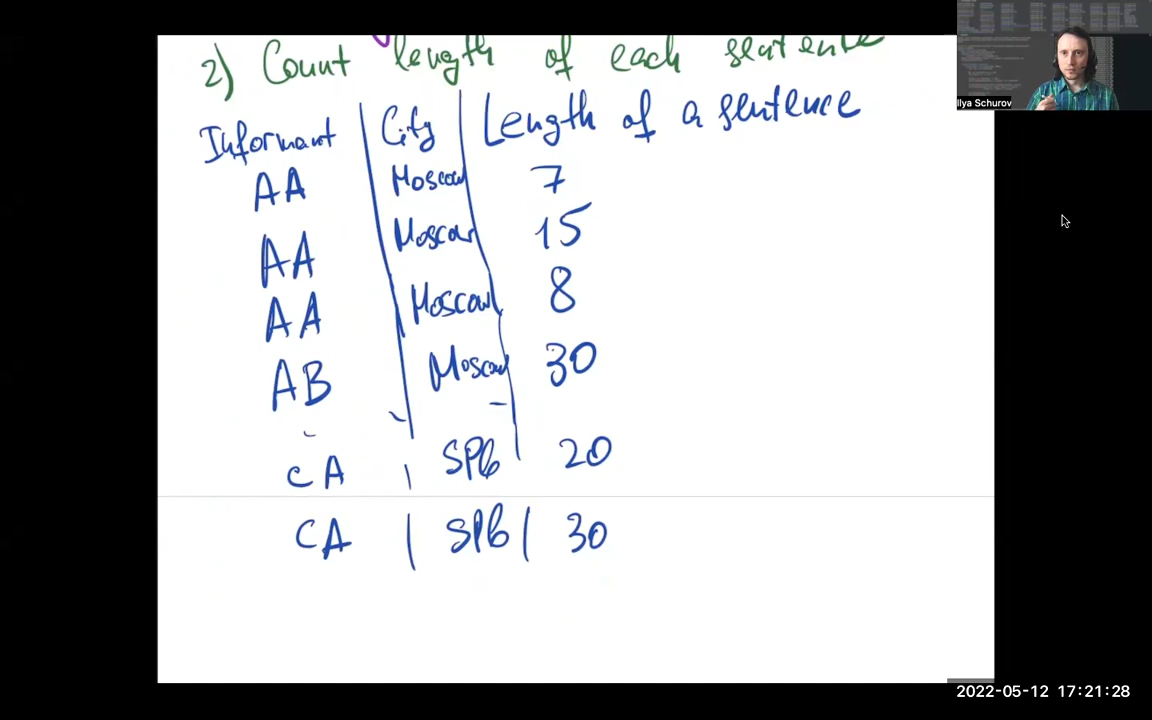 2) Count length of each sentence
Informant | City | Length of a sentence
AA Moscow 7
AA Moscow 15
AA Moscow 8
AB Moscow 30
CA | SPb | 20
CA | SPb | 30
Ilya Schurov
2022-05-12 17:21:28